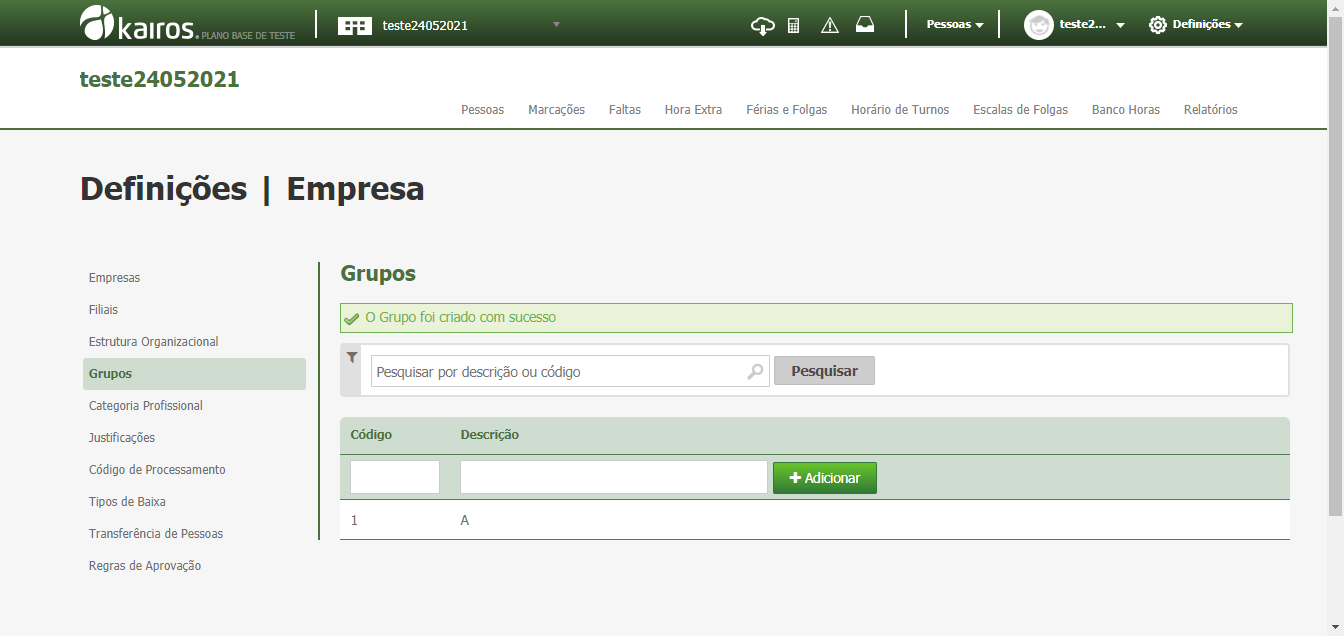 kairos. PLANO BASE DE TESTE
teste24052021
Pessoas
teste2...
Definições
teste24052021
Pessoas Marcações Faltas Hora Extra Férias e Folgas Horário de Turnos Escalas de Folgas Banco Horas Relatórios
Definições | Empresa
Empresas
Filiais
Estrutura Organizacional
Grupos
Categoria Profissional
Justificações
Código de Processamento
Tipos de Baixa
Transferência de Pessoas
Regras de Aprovação
Grupos
O Grupo foi criado com sucesso
Pesquisar por descrição ou código
Pesquisar
Código Descrição
Adicionar
1 A